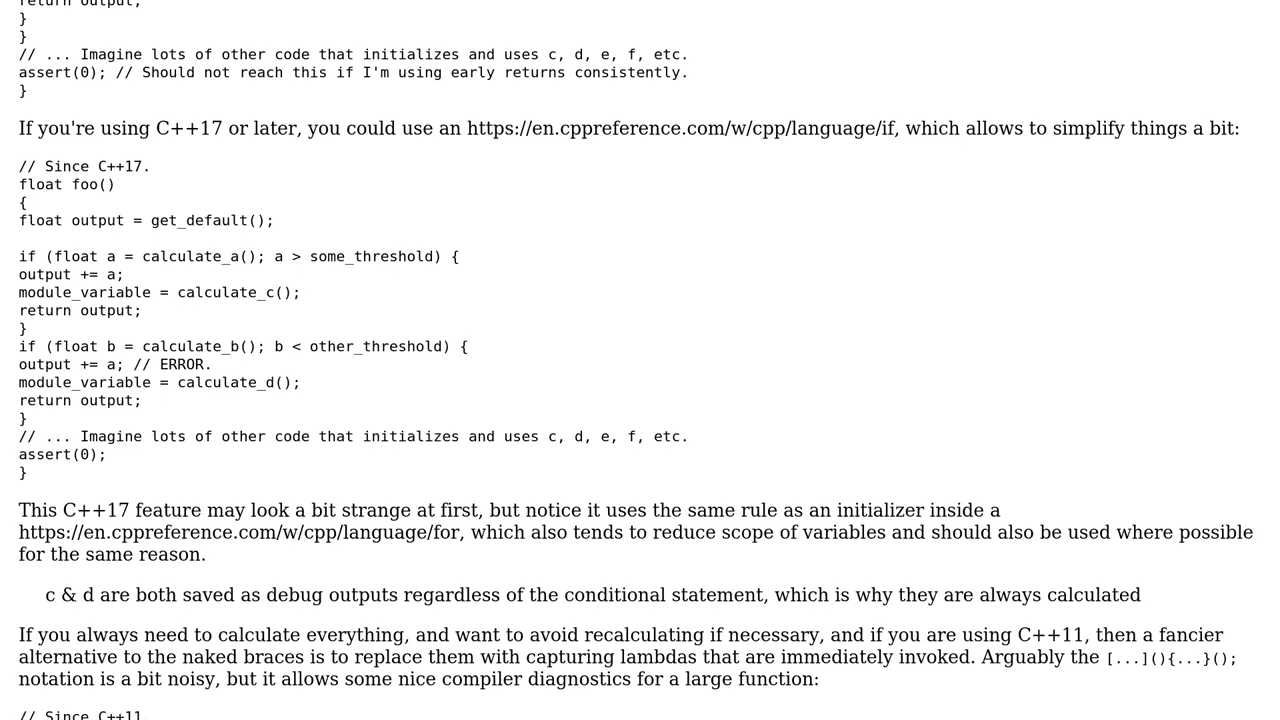 return output;
}
}
// ... Imagine lots of other code that initializes and uses c, d, e, f, etc.
assert(0); // Should not reach this if I'm using early returns consistently.
}
If you're using C++17 or later, you could use an https://en.cppreference.com/w/cpp/language/if, which allows to simplify things a bit:
// Since C++17.
float foo()
{
float output = get_default();
if (float a = calculate_a(); a > some_threshold) {
output += a;
module_variable = calculate_c();
return output;
}
if (float b = calculate_b(); b < other_threshold) {
output += a; // ERROR.
module_variable = calculate_d();
return output;
}
// ... Imagine lots of other code that initializes and uses c, d, e, f, etc.
assert(0);
}
This C++17 feature may look a bit strange at first, but notice it uses the same rule as an initializer inside a
https://en.cppreference.com/w/cpp/language/for, which also tends to reduce scope of variables and should also be used where possible
for the same reason.
c & d are both saved as debug outputs regardless of the conditional statement, which is why they are always calculated
If you always need to calculate everything, and want to avoid recalculating if necessary, and if you are using C++11, then a fancier
alternative to the naked braces is to replace them with capturing lambdas that are immediately invoked. Arguably the [...](){...}();
notation is a bit noisy, but it allows some nice compiler diagnostics for a large function:
// Since C++11.